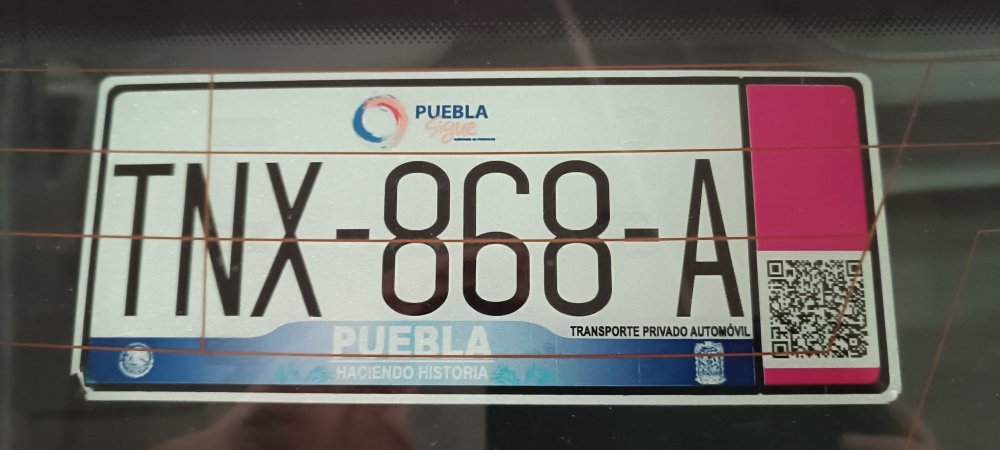 PUEBLA
Sigue
TNX-868-A
TRANSPORTE PRIVADO AUTOMÓVIL
PUEBLA
HACIENDO HISTORIA